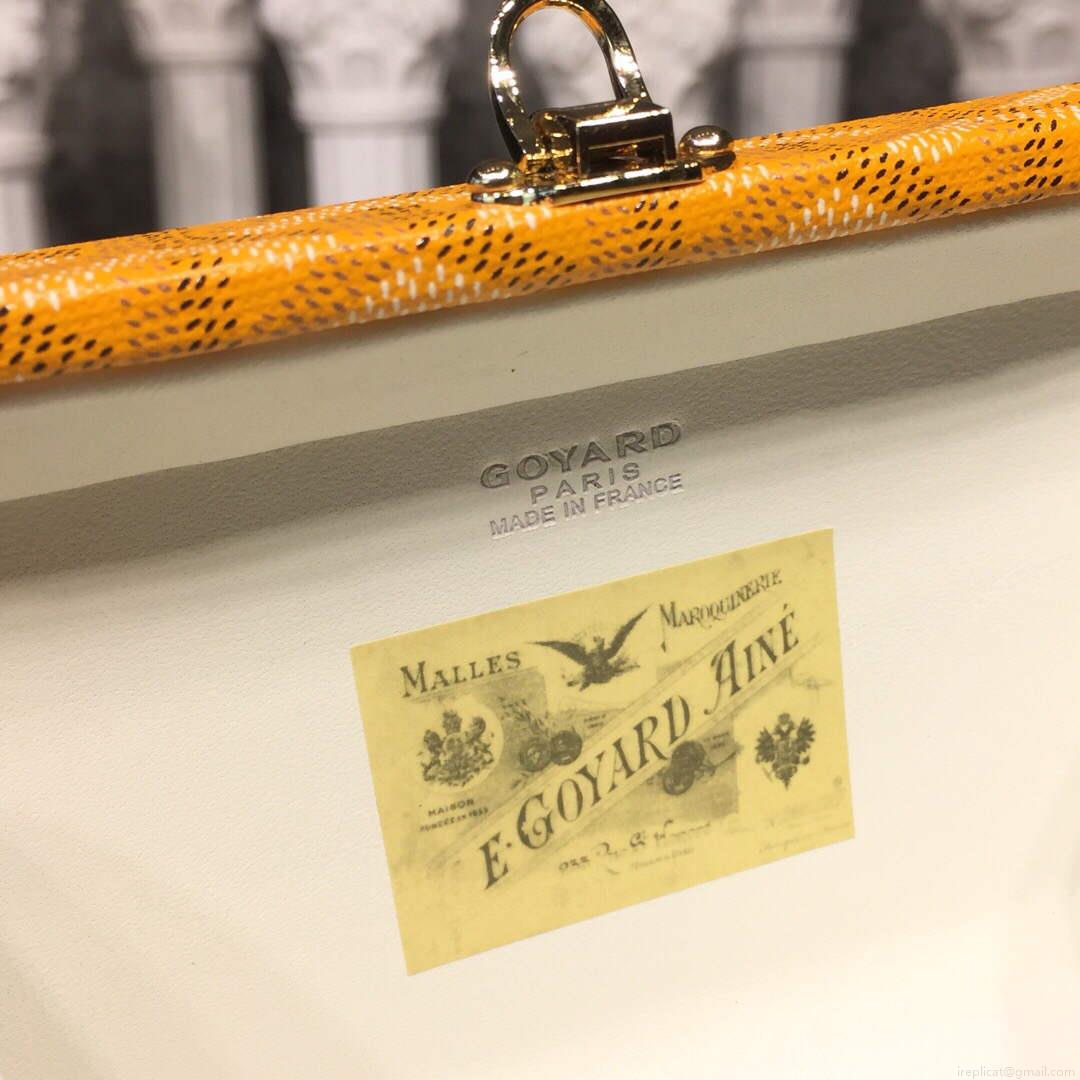 GOYARD
PARIS
MADE IN FRANCE
MALLES
MAROQUINERIE
E·GOYARD AINÉ
MAISON
ireplicat@gmail.com